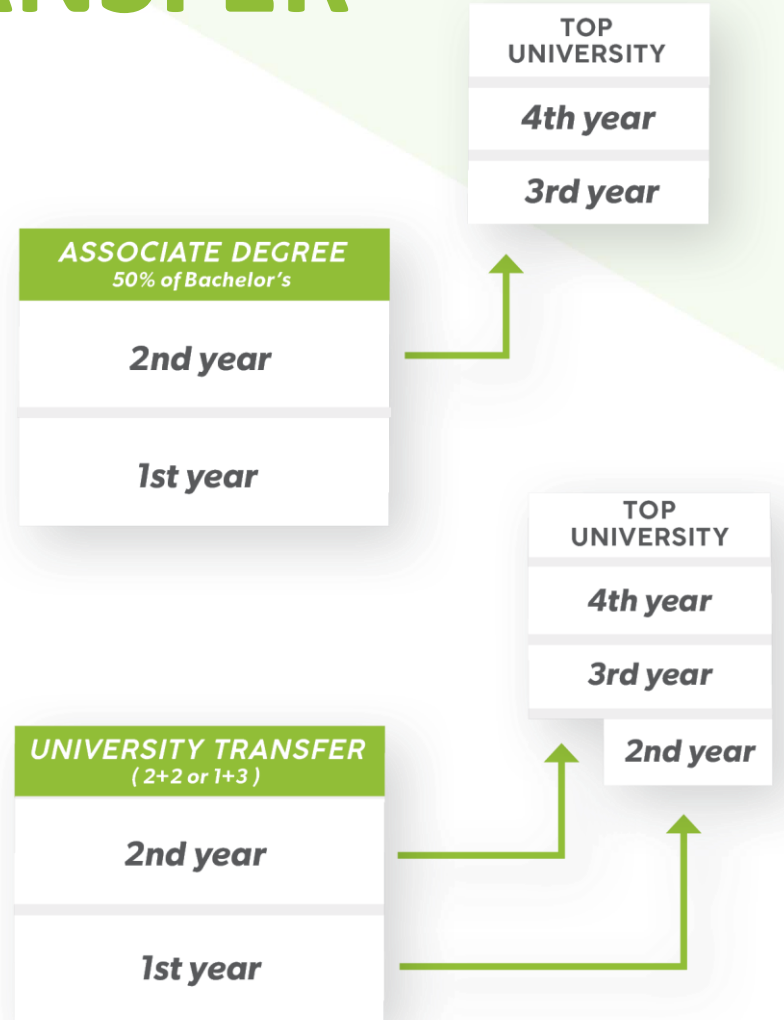 TOP
UNIVERSITY
4th year
3rd year
ASSOCIATE DEGREE
50% of Bachelor's
2nd year
1st year
TOP
UNIVERSITY
4th year
3rd year
2nd year
UNIVERSITY TRANSFER
( 2+2 or 1+3 )
2nd year
1st year